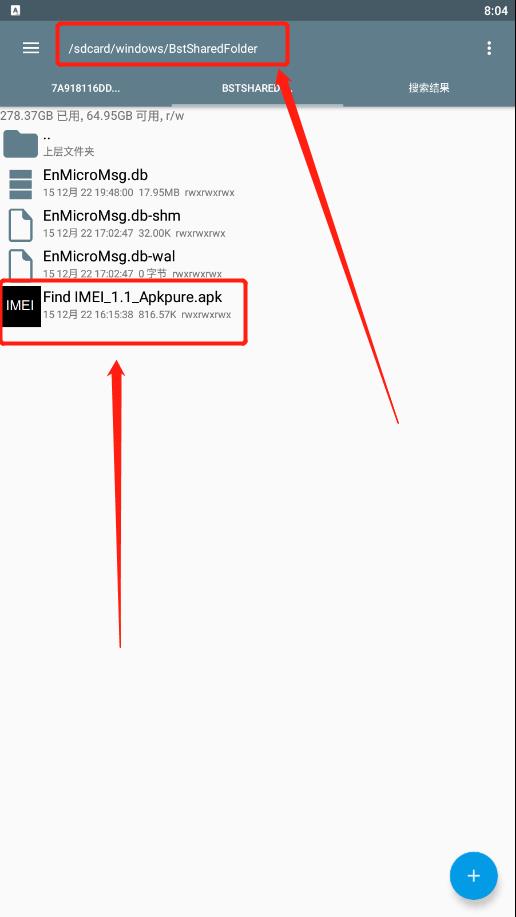 A
8:04
/sdcard/windows/BstSharedFolder
7A918116DD...
BSTSHARED
搜索结果
278.37GB 已用, 64.95GB 可用, r/w
..
上层文件夹
EnMicroMsg.db
15 12月 22 19:48:00 17.95MB rwxrwxrwx
EnMicroMsg.db-shm
15 12月 22 17:02:47 32.00K rwxrwxrwx
EnMicroMsg.db-wal
15 12月 22 17:02:47 0 字节 rwxrwxrwx
IMEI
Find IMEI_1.1_Apkpure.apk
15 12月 22 16:15:38 816.57K rwxrwxrwx